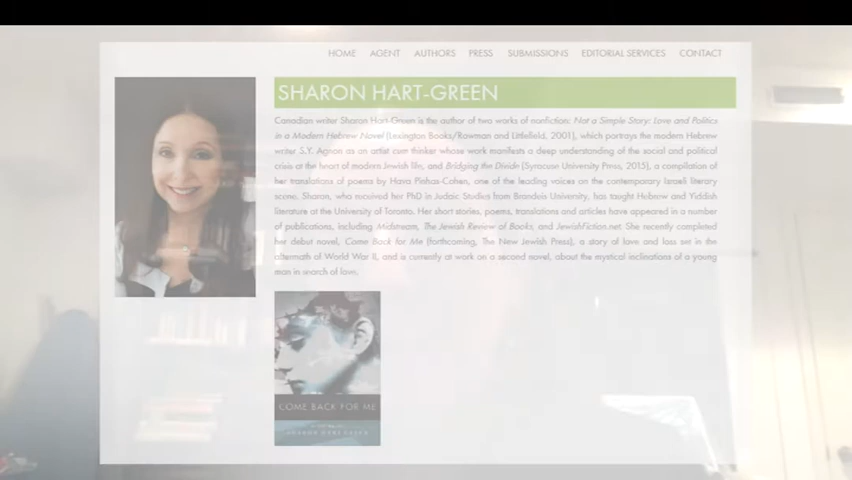 HOME AGENT AUTHORS PRESS SUBMISSIONS EDITORIAL SERVICES CONTACT
SHARON HART-GREEN
Canadian writer Sharon Hart-Green is the author of two works of nonfiction: Not a Simple Story: Love and Politics
in a Modern Hebrew Novel (Lexington Books/Rowman and Littlefield, 2001), which portrays the modern Hebrew
writer S.Y. Agnon as an artist cum thinker whose work manifests a deep understanding of the social and political
crisis at the heart of modern Jewish life, and Bridging the Divide (Syracuse University Press, 2015), a compilation of
her translations of poems by Hava Pinhas-Cohen, one of the leading voices on the contemporary Israeli literary
scene. Sharon, who received her PhD in Judaic Studies from Brandeis University, has taught Hebrew and Yiddish
literature at the University of Toronto. Her short stories, poems, translations and articles have appeared in a number
of publications, including Midstream, The Jewish Review of Books, and JewishFiction.net. She recently completed
her debut novel, Come Back for Me (forthcoming, The New Jewish Press), a story of love and loss set in the
aftermath of World War II, and is currently at work on a second novel, about the mystical inclinations of a young
man in search of love.
COME BACK FOR ME
SHARON HART-GREEN